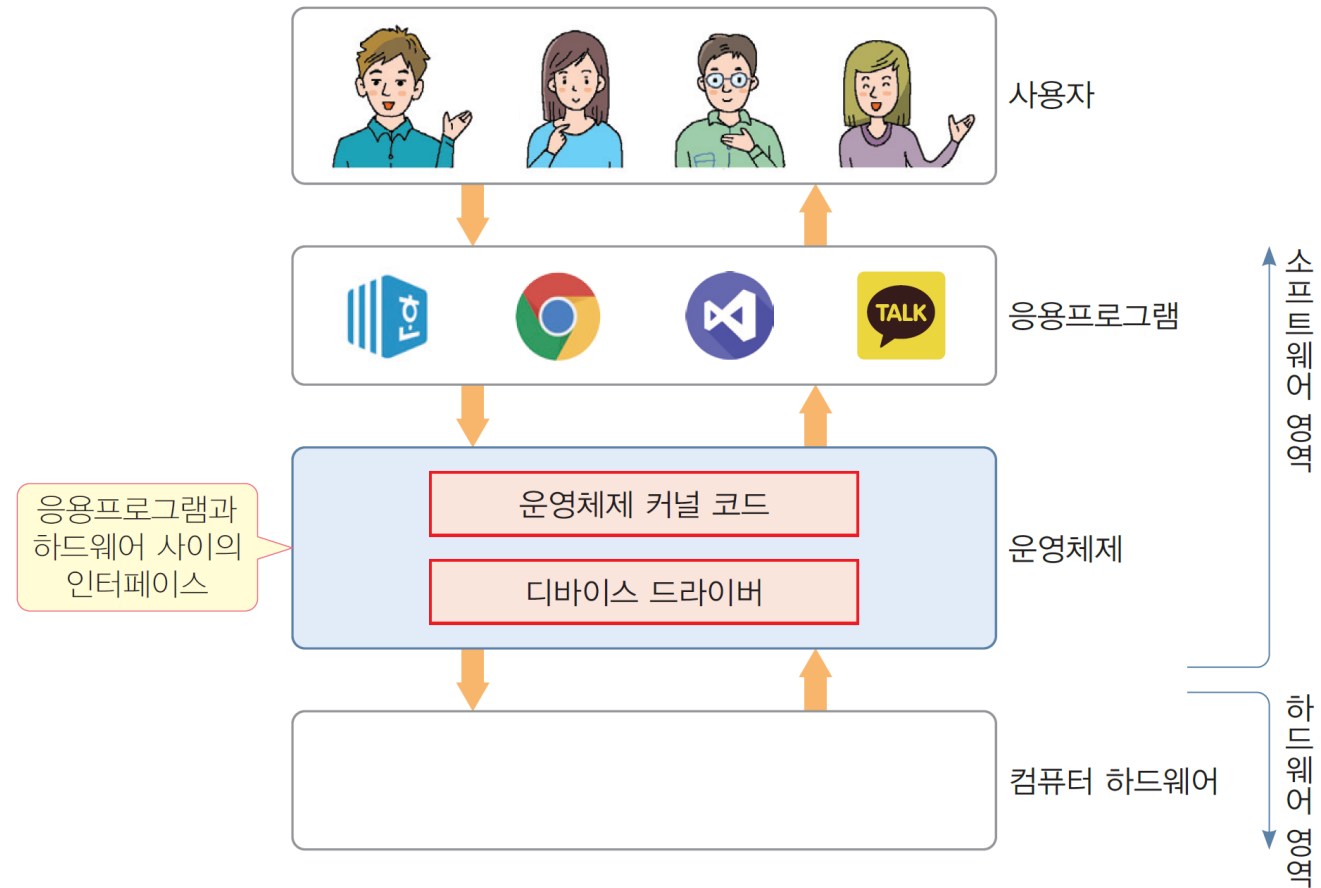 사용자
한
TALK
응용프로그램
운영체제 커널 코드
디바이스 드라이버
운영체제
응용프로그램과
하드웨어 사이의
인터페이스
컴퓨터 하드웨어
소프트웨어 영역
하드웨어 영역